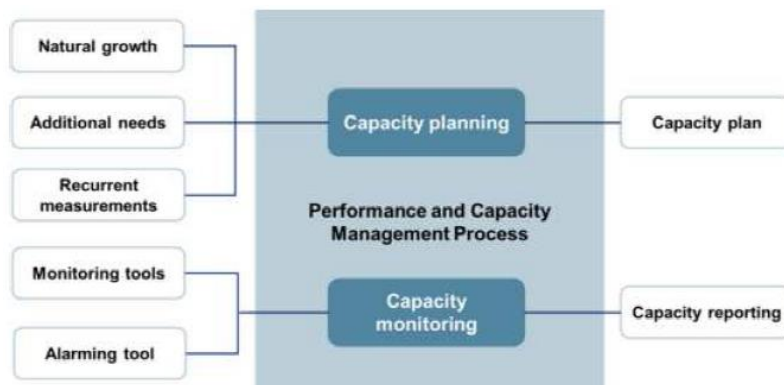 Natural growth
Additional needs
Recurrent
measurements
Monitoring tools
Alarming tool
Capacity planning
Performance and Capacity
Management Process
Capacity
monitoring
Capacity plan
Capacity reporting